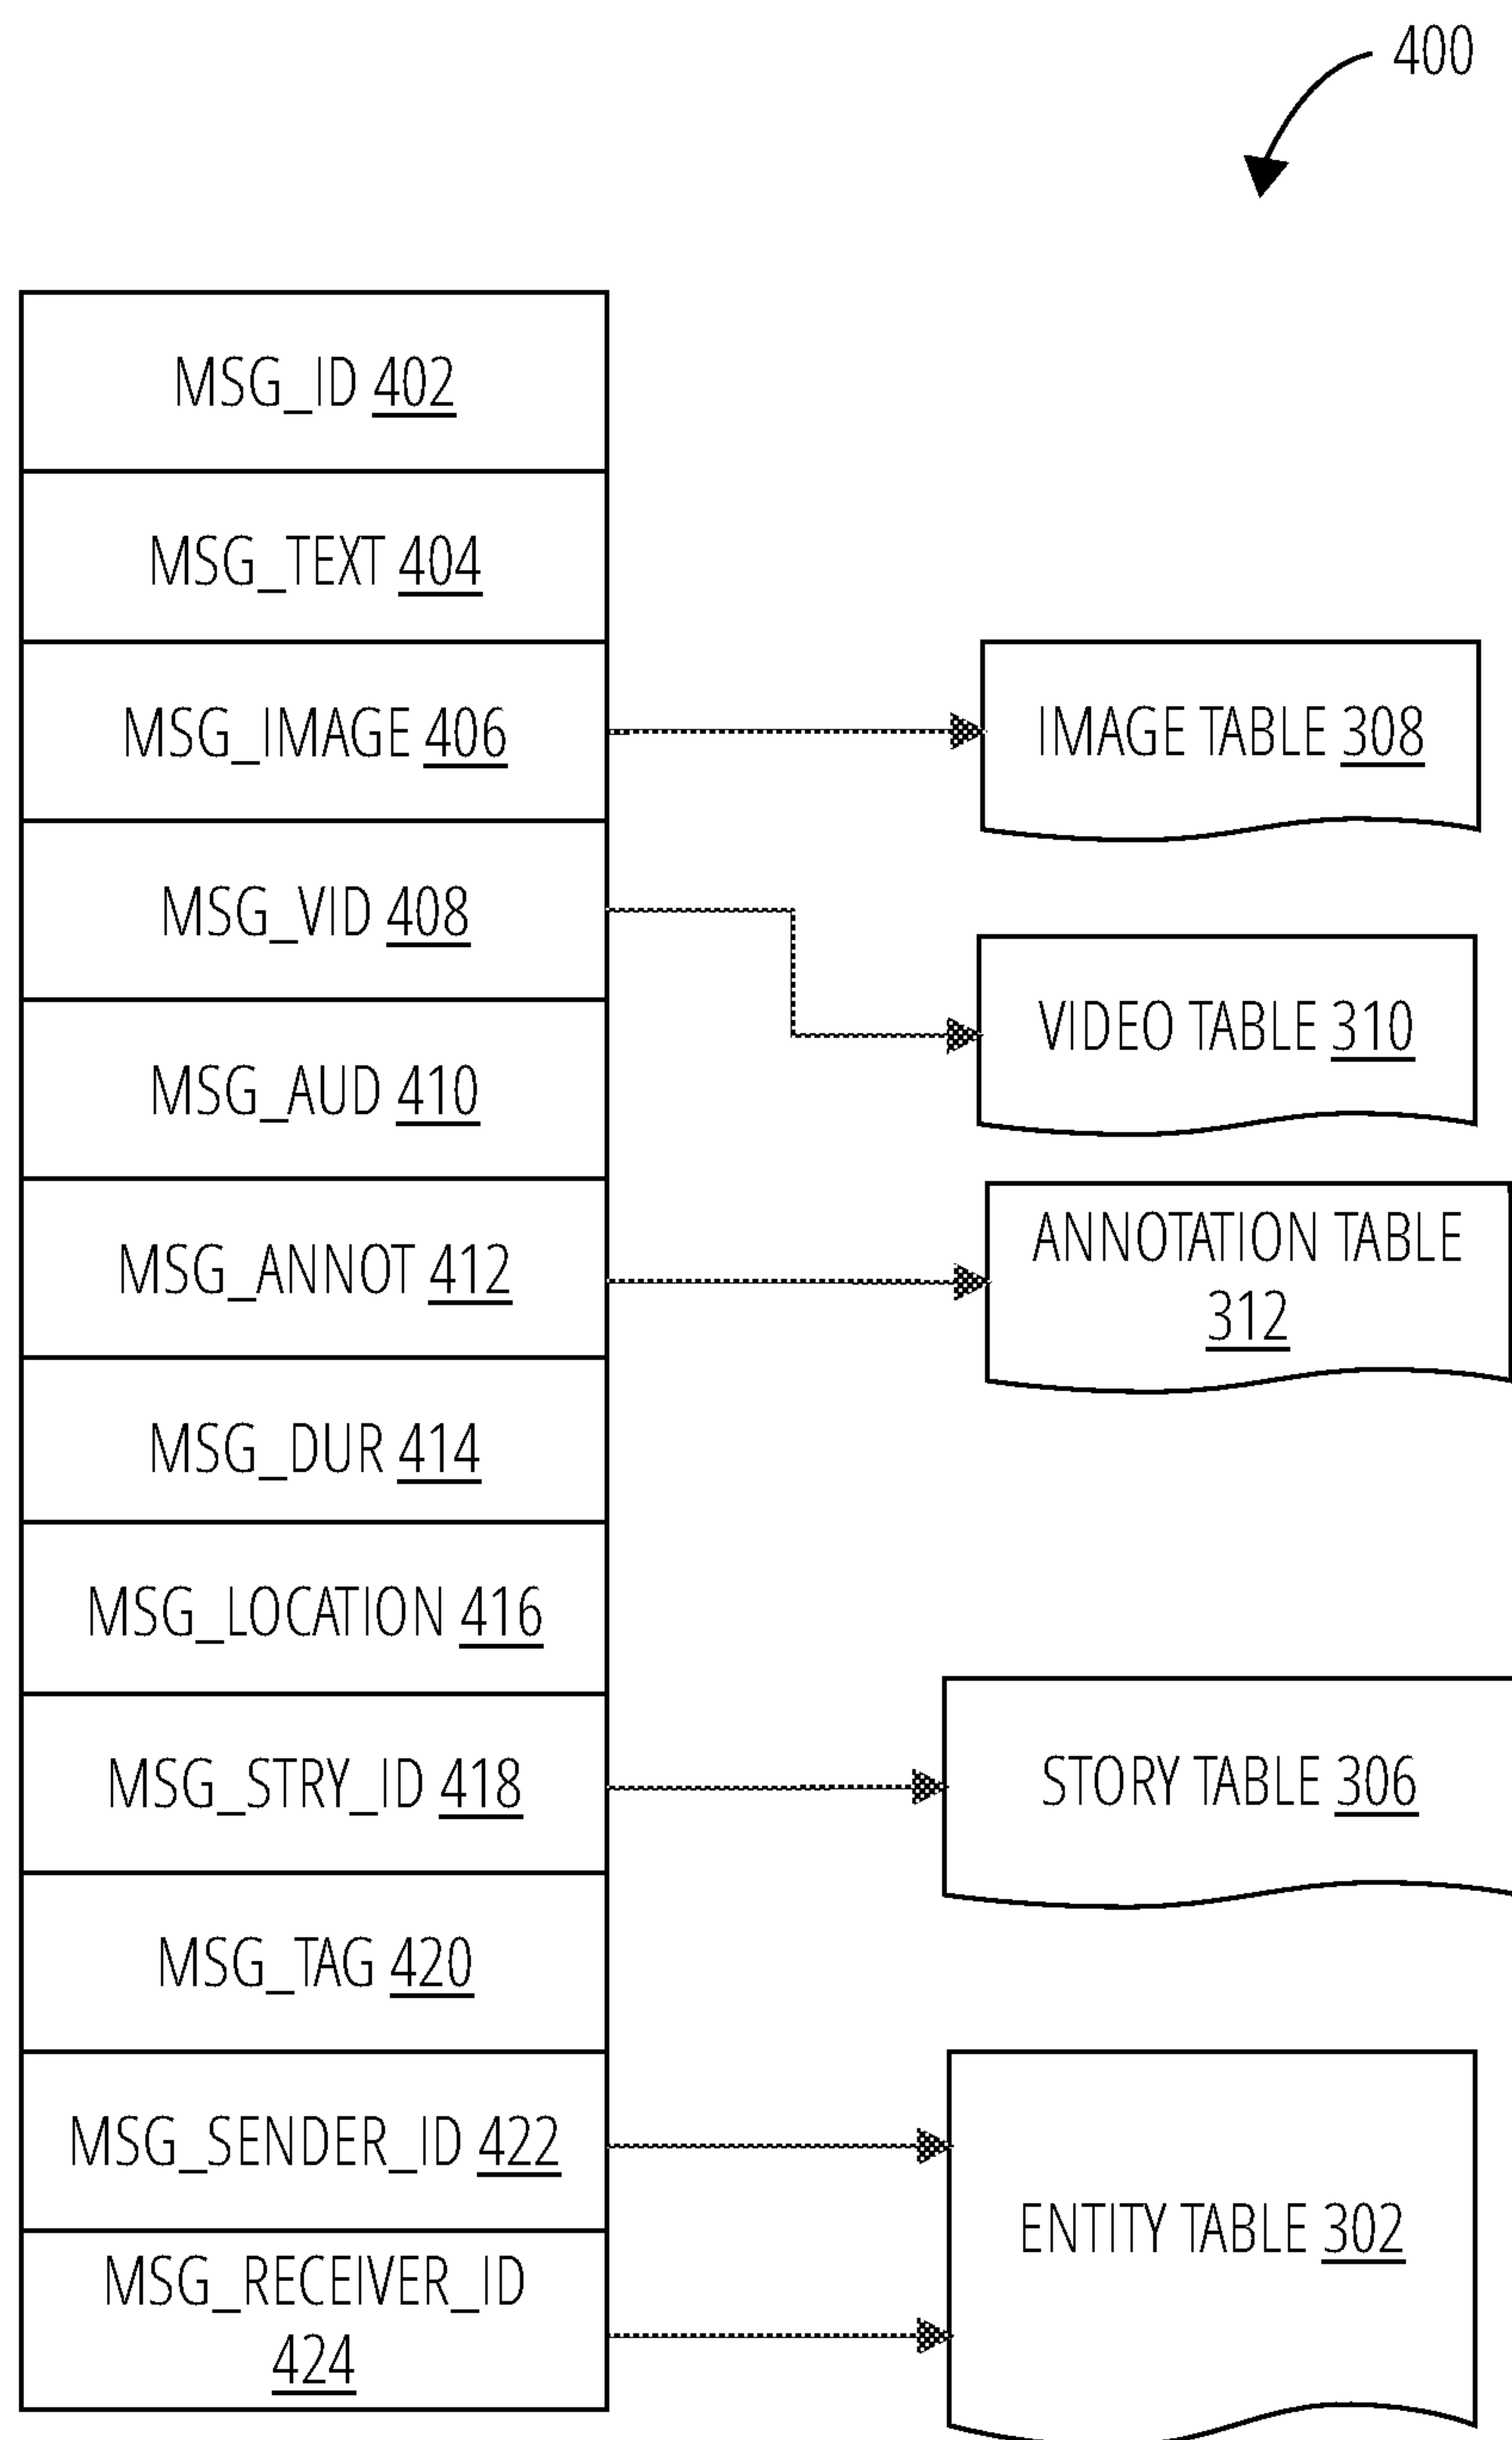 400
MSG_ID 402
MSG_TEXT 404
MSG_IMAGE 406
IMAGE TABLE 308
MSG_VID 408
VIDEO TABLE 310
MSG_AUD 410
MSG_ANNOT 412
ANNOTATION TABLE
312
MSG_DUR 414
MSG_LOCATION 416
MSG_STRY_ID 418
STORY TABLE 306
MSG_TAG 420
MSG_SENDER_ID 422
ENTITY TABLE 302
MSG_RECEIVER_ID
424